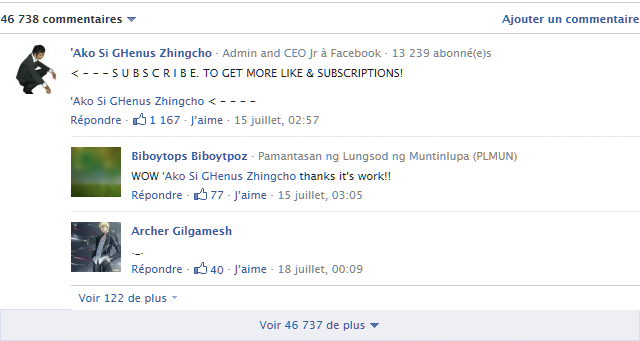 46 738 commentaires
Ajouter un commentaire
'Ako Si GHenus Zhingcho · Admin and CEO Jr à Facebook · 13 239 abonné(e)s
< - - - S U B S C R I B E. TO GET MORE LIKE & SUBSCRIPTIONS!
'Ako Si GHenus Zhingcho < - - - -
Répondre · 1 167 · J'aime · 15 juillet, 02:57
Biboytops Biboytpoz · Pamantasan ng Lungsod ng Muntinlupa (PLMUN)
WOW 'Ako Si GHenus Zhingcho thanks it's work!!
Répondre · 77 · J'aime · 15 juillet, 03:05
Archer Gilgamesh
._.
Répondre · 40 · J'aime · 18 juillet, 00:09
Voir 122 de plus
Voir 46 737 de plus